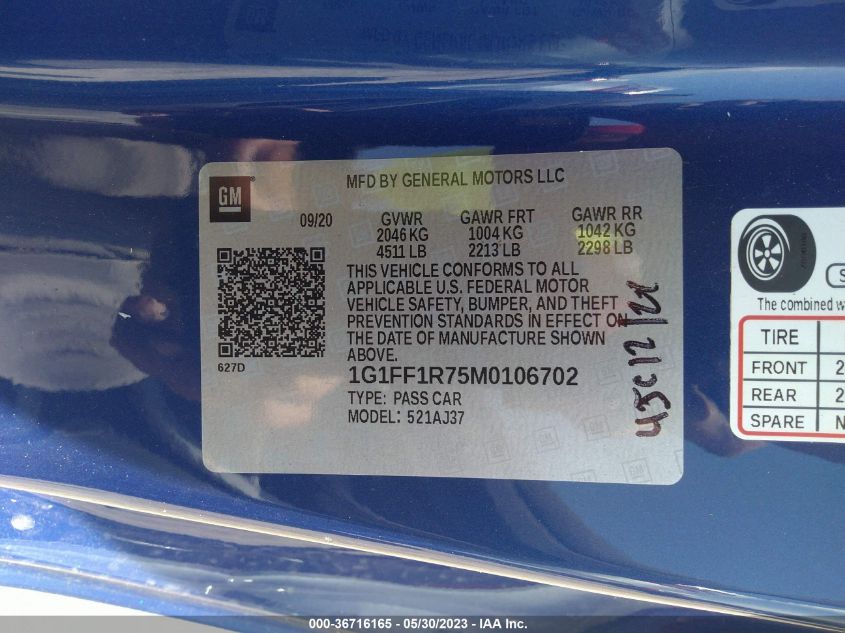 MFD BY GENERAL MOTORS LLC
GM
09/20
GVWR GAWR FRT GAWR RR
2046 KG 1004 KG 1042 KG
4511 LB 2213 LB 2298 LB
THIS VEHICLE CONFORMS TO ALL
APPLICABLE U.S. FEDERAL MOTOR
VEHICLE SAFETY, BUMPER, AND THEFT
PREVENTION STANDARDS IN EFFECT ON
THE DATE OF MANUFACTURE SHOWN
ABOVE.
627D
1G1FF1R75M0106702
TYPE: PASS CAR
MODEL: 521AJ37
The combined w
TIRE
FRONT 2
REAR 2
SPARE N
000-36716165 - 05/30/2023 - IAA Inc.